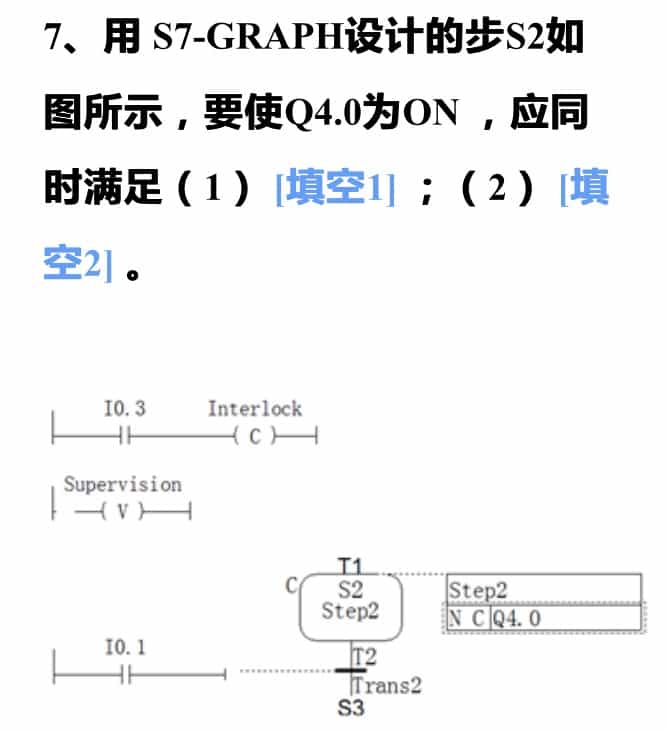 7、用 S7-GRAPH设计的步S2如
图所示，要使Q4.0为ON ，应同
时满足（1） [填空1] ；（2） [填
空2] 。
I0.3 Interlock
( C )
Supervision
( V )
T1
C S2 Step2
Step2 N C Q4.0
I0.1 T2
Trans2
S3